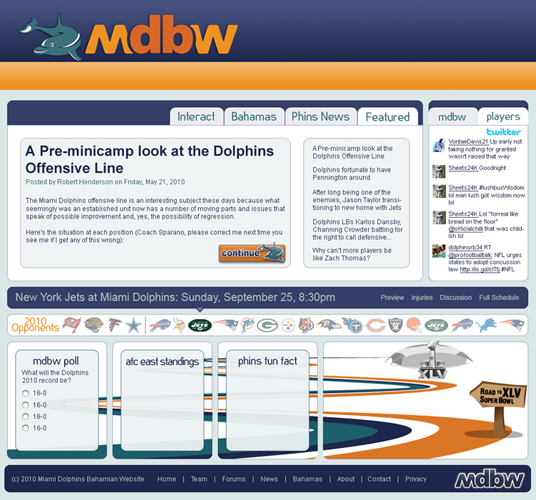 mdbw
Interact
Bahamas
Phins News
Featured
mdbw
players
A Pre-minicamp look at the Dolphins
Offensive Line
Posted by Robert Henderson on Friday, May 21, 2010
The Miami Dolphins offensive line is an interesting subject these days because what
seemingly was an established unit now has a number of moving parts and issues that
speak of possible improvement and, yes, the possibility of regression.
Here's the situation at each position (Coach Sparano, please correct me next time you
see me if I get any of this wrong):
continue
A Pre-minicamp look at the
Dolphins Offensive Line
Dolphins fortunate to have
Pennington around
After long being one of the
enemies, Jason Taylor transi-
tioning to new home with Jets
Dolphins LBs Karlos Dansby,
Channing Crowder battling for
the right to call defensive...
Why can't more players be
like Zach Thomas?
twitter
VontaeDavis21 Up early not
taking nothing for granted
wasn't raised that way
Sheets24K Goodnight
Sheets24K #lushbustWisdom
lol man lush got wisdom now
lol
Sheets24K Lol "forreal like
bread on the floor"
@officialchilli that was child-
ish lol
dolphinsrb34 RT
@profootballtalk: NFL urges
states to adopt concussion
law http://is.gd/clTtj #NFL
New York Jets at Miami Dolphins: Sunday, September 25, 8:30pm
Preview
Injuries
Discussion
Full Schedule
2010
Opponents
mdbw poll
What will the Dolphins
2010 record be?
16-0
16-0
16-0
16-0
afc east standings
phins fun fact
ROAD TO XLV
SUPER BOWL
(c) 2010 Miami Dolphins Bahamian Website
Home | Team | Forums | News | Bahamas | About | Contact | Privacy
mdbw